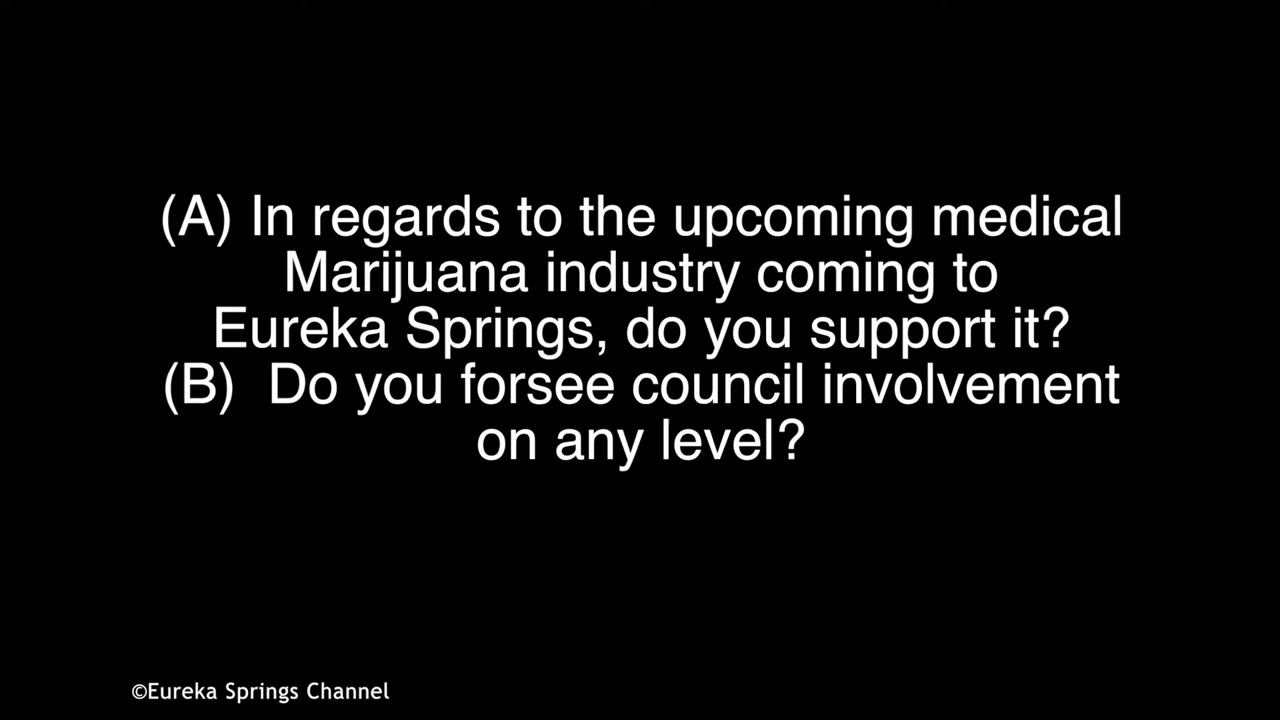 (A) In regards to the upcoming medical
Marijuana industry coming to
Eureka Springs, do you support it?
(B)  Do you forsee council involvement
on any level?
©Eureka Springs Channel